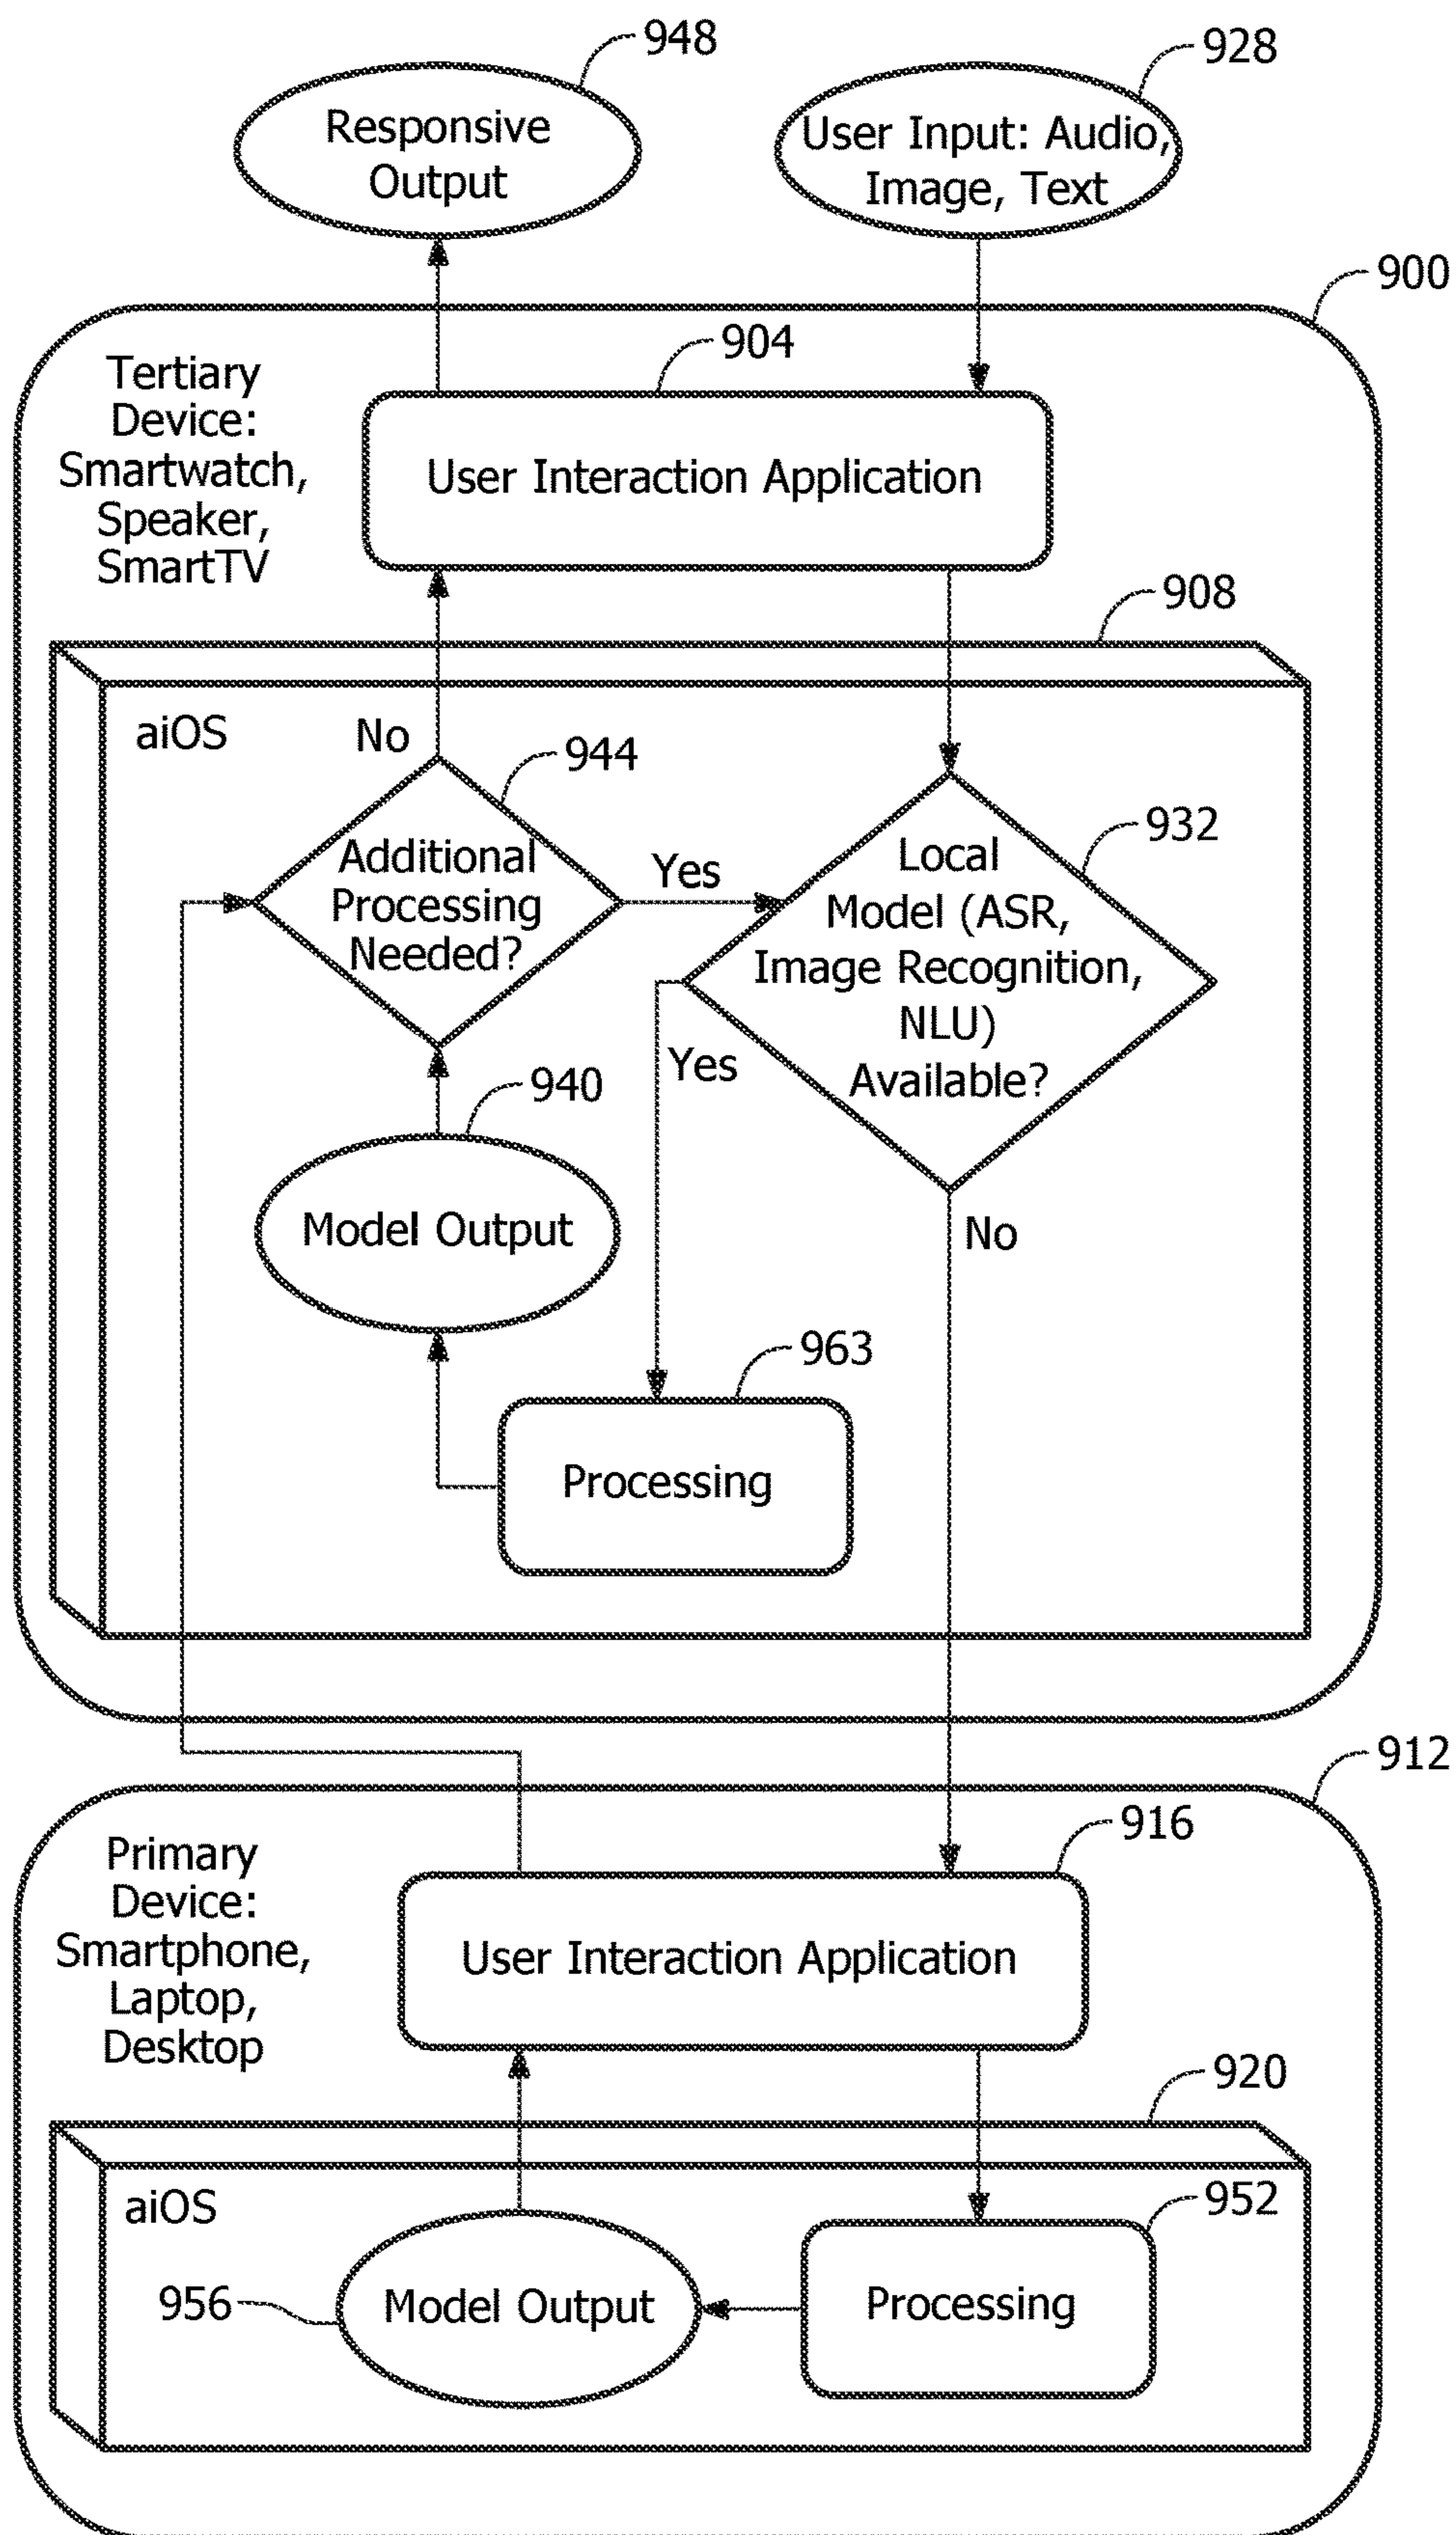 948
928
Responsive
Output
User Input: Audio,
Image, Text
900
904
Tertiary
Device:
Smartwatch,
Speaker,
SmartTV
User Interaction Application
908
aiOS
No
944
932
Additional
Processing
Needed?
Yes
Local
Model (ASR,
Image Recognition,
NLU)
Available?
Yes
940
Model Output
No
963
Processing
912
916
Primary
Device:
Smartphone,
Laptop,
Desktop
User Interaction Application
920
aiOS
952
956
Model Output
Processing